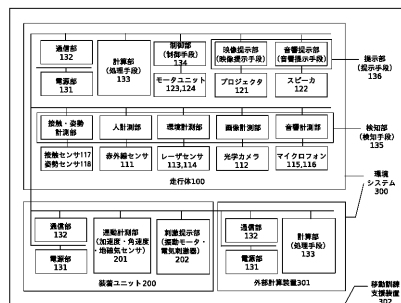 通信部
132
計算部
(処理手段)
133
制御部
(制御手段)
134
映像提示部
(映像提示手段)
音響提示部
(音響提示手段)
電源部
131
モータユニット
123,124
プロジェクタ
121
スピーカ
122
提示部
(提示手段)
136
接触・姿勢
計測部
人計測部
環境計測部
画像計測部
音響計測部
検知部
(検知手段)
135
接触センサ117
姿勢センサ118
赤外線センサ
111
レーザセンサ
113,114
光学カメラ
112
マイクロフォン
115,116
走行体100
環境
システム
300
通信部
132
運動計測部
(加速度・角速度
・地磁気センサ)
201
刺激提示部
(振動モータ・
電気刺激器)
202
通信部
132
計算部
(処理手段)
133
電源部
131
電源部
131
装着ユニット200
外部計算装置301
移動訓練
支援装置
302